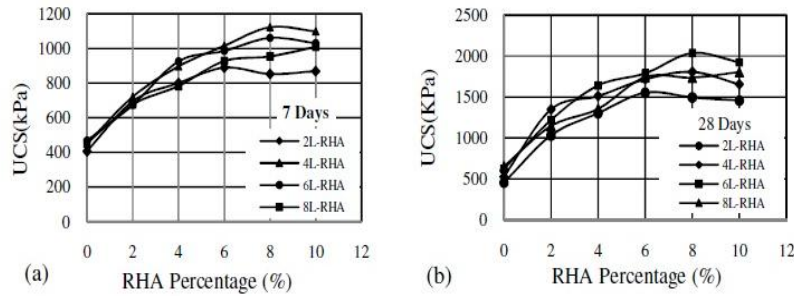 1200
1000
800
600
400
200
0
UCS(kPa)
7 Days
2L-RHA
4L-RHA
6L-RHA
8L-RHA
0 2 4 6 8 10 12
(a) RHA Percentage (%)
2500
2000
1500
1000
500
0
UCS(KPa)
28 Days
2L-RHA
4L-RHA
6L-RHA
8L-RHA
0 2 4 6 8 10 12
(b) RHA Percentage (%)